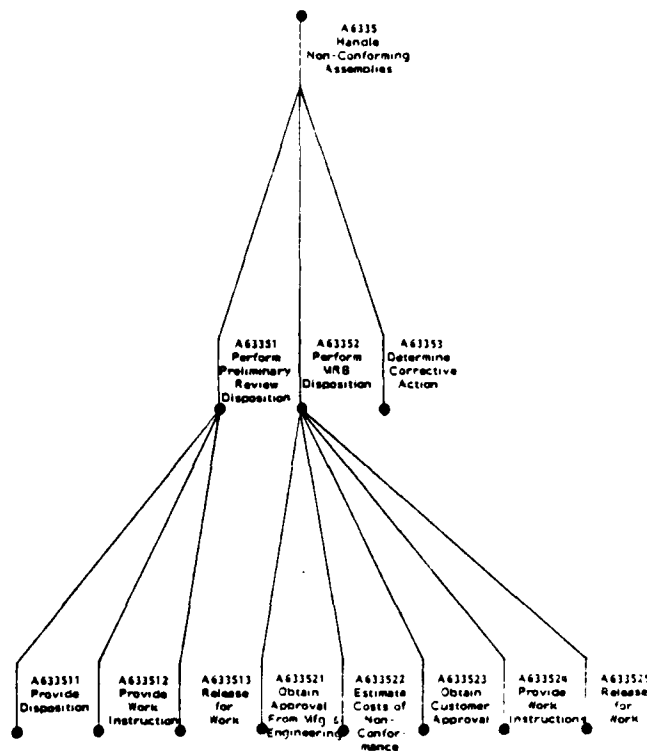 A6335
Handle
Non-Conforming
Assemblies
A63351
Perform
Preliminary
Review
Disposition
A63352
Perform
MRB
Disposition
A63353
Determine
Corrective
Action
A633511
Provide
Disposition
A633512
Provide
Work
Instruction
A633513
Release
for
Work
A633521
Obtain
Approval
From Mfg &
Engineering
A633522
Estimate
Costs of
Non-
Confor-
mance
A633523
Obtain
Customer
Approval
A633524
Provide
Work
Instructions
A633525
Release
for
Work